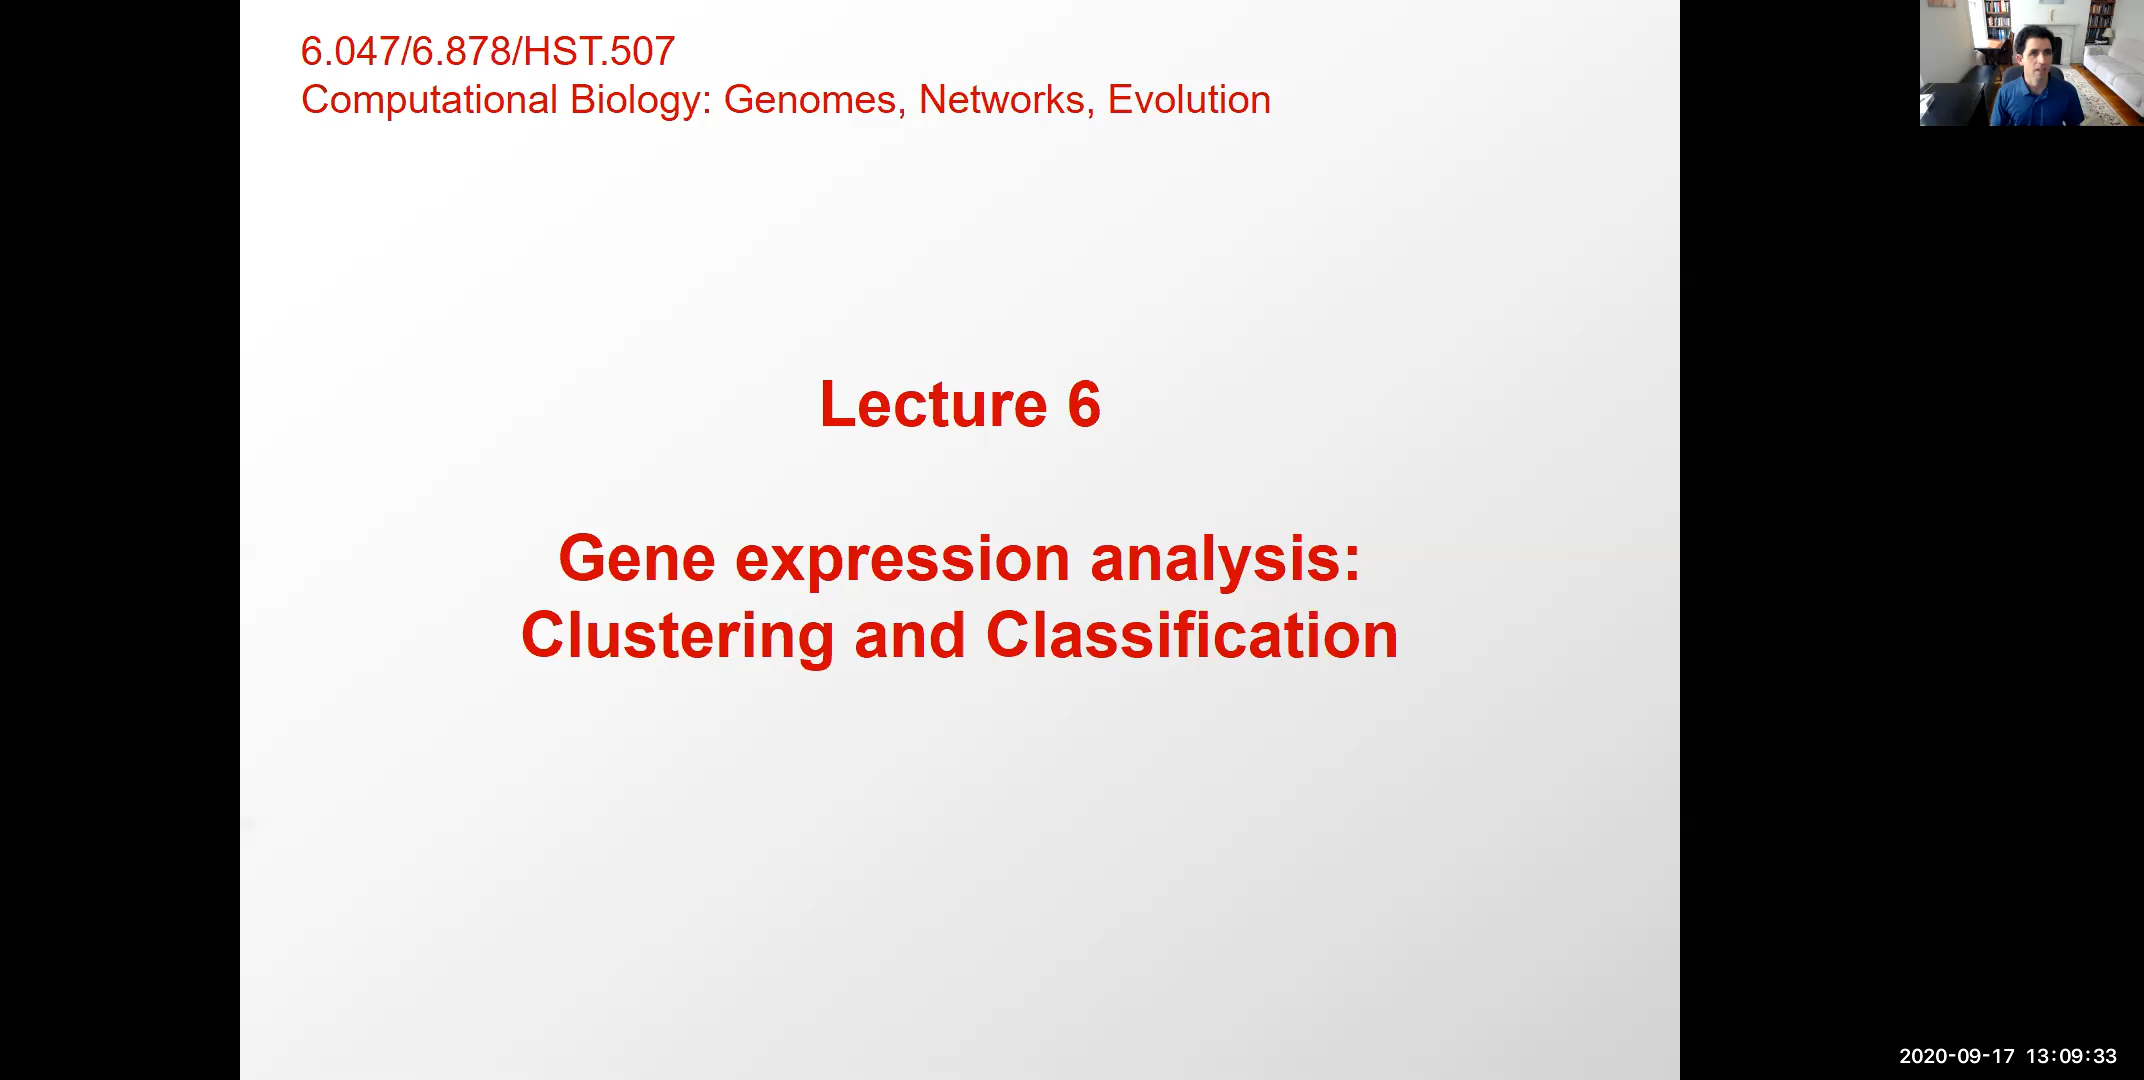 6.047/6.878/HST.507
Computational Biology: Genomes, Networks, Evolution
Lecture 6
Gene expression analysis:
Clustering and Classification
2020-09-17 13:09:33